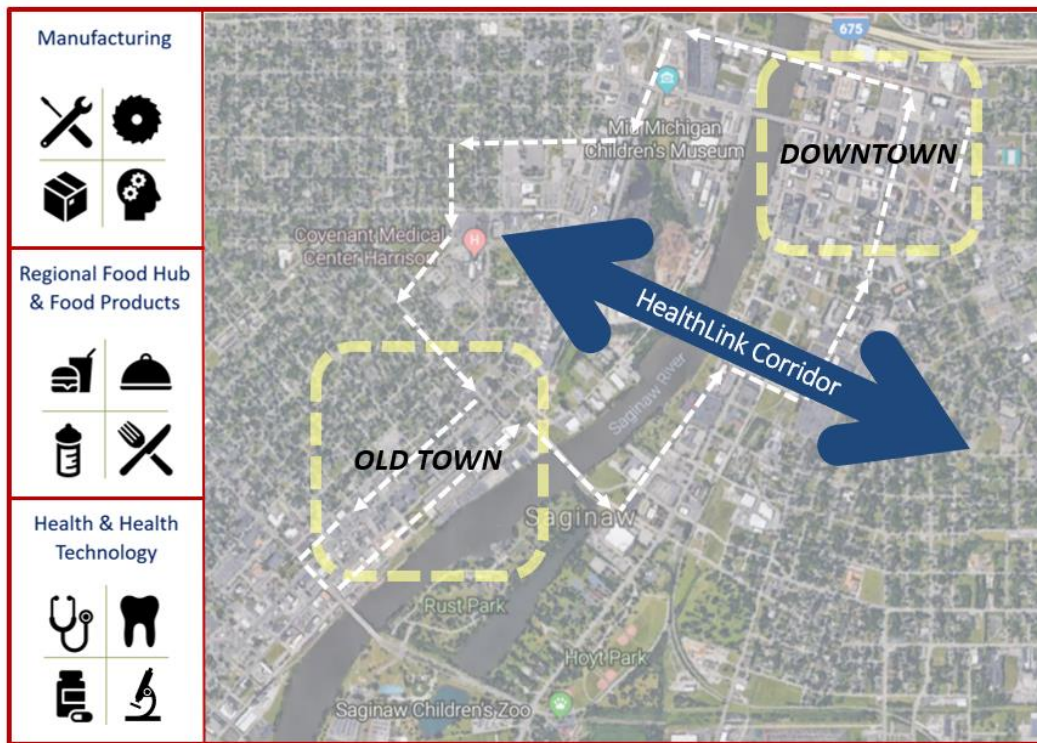 Manufacturing
Regional Food Hub
& Food Products
Health & Health
Technology
675
Mid Michigan
Children's Museum
DOWNTOWN
Covenant Medical
Center Harrison
H
HealthLink Corridor
Saginaw River
OLD TOWN
Saginaw
Rust Park
Hoyt Park
Saginaw Children's Zoo